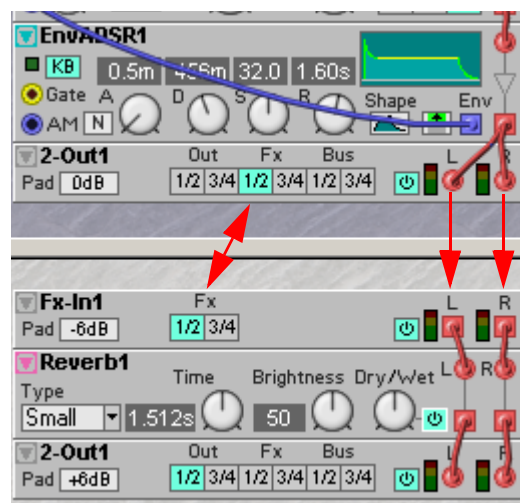 EnvADSR1
KB 0.5m 456m 32.0 1.60s
Gate A D S R Shape Env
AM N
2-Out1 Out Fx Bus L R
Pad 0dB 1/2 3/4 1/2 3/4 1/2 3/4
Fx-In1 Fx L R
Pad -6dB 1/2 3/4
Reverb1 Time Brightness Dry/Wet L R
Type
Small 1.512s 50
2-Out1 Out Fx Bus L R
Pad +6dB 1/2 3/4 1/2 3/4 1/2 3/4